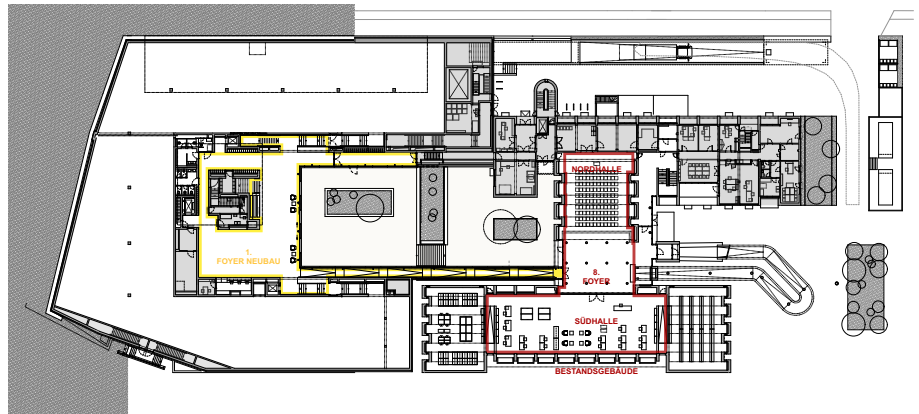 NORDHALLE
1.
FOYER NEUBAU
8.
FOYER
SÜDHALLE
BESTANDSGEBÄUDE